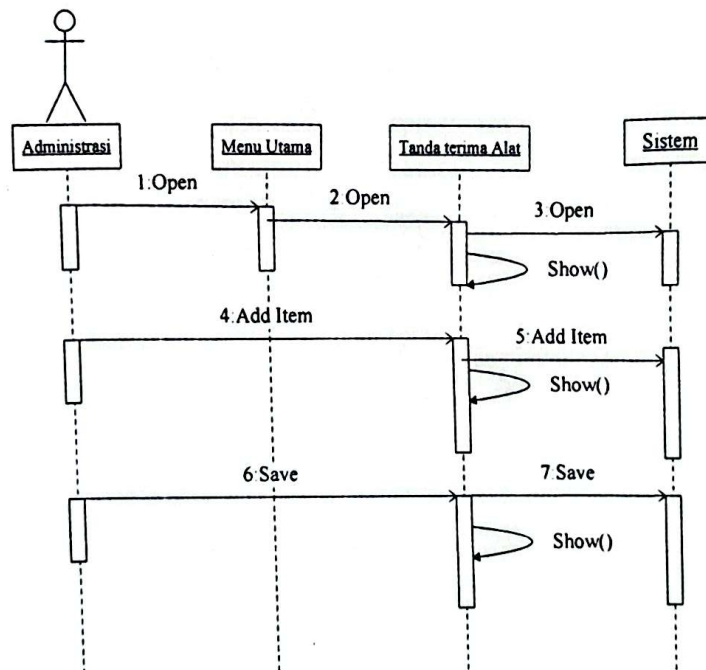 Administrasi
Menu Utama
Tanda terima Alat
Sistem
1:Open
2:Open
3:Open
Show()
4:Add Item
5:Add Item
Show()
6:Save
7:Save
Show()